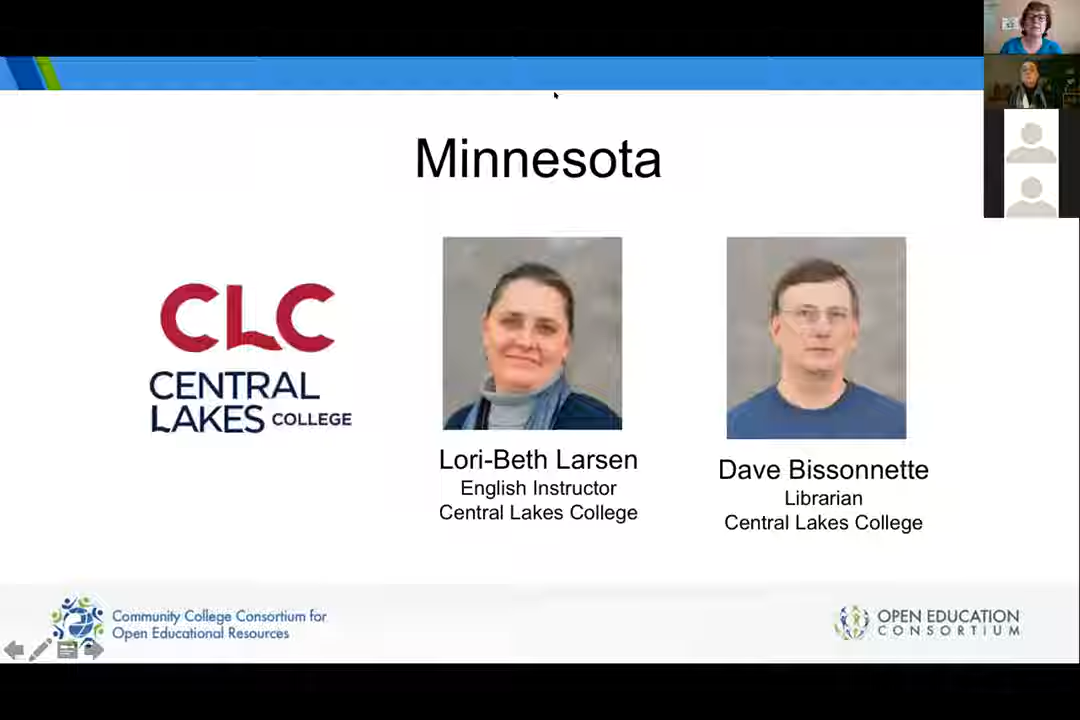 Minnesota
CLC
CENTRAL
LAKES COLLEGE
Lori-Beth Larsen
English Instructor
Central Lakes College
Dave Bissonnette
Librarian
Central Lakes College
Community College Consortium for
Open Educational Resources
OPEN EDUCATION
CONSORTIUM